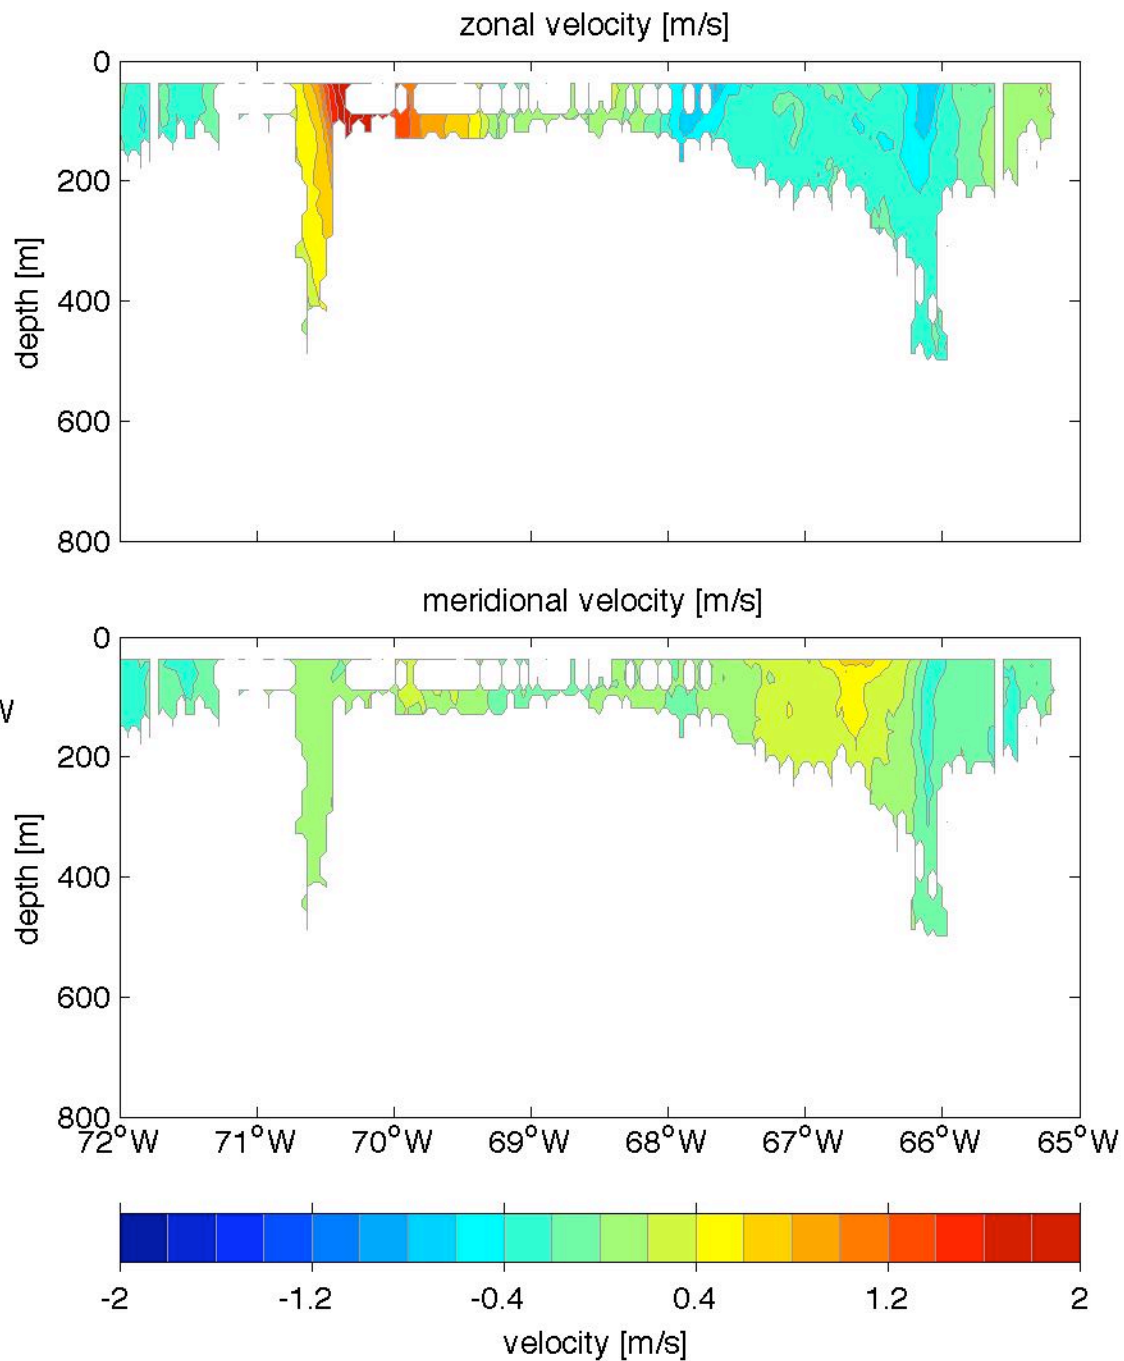 zonal velocity [m/s]
0
200
400
600
800
depth [m]
meridional velocity [m/s]
0
W
200
400
600
800
depth [m]
72°W 71°W 70°W 69°W 68°W 67°W 66°W 65°W
-2 -1.2 -0.4 0.4 1.2 2
velocity [m/s]